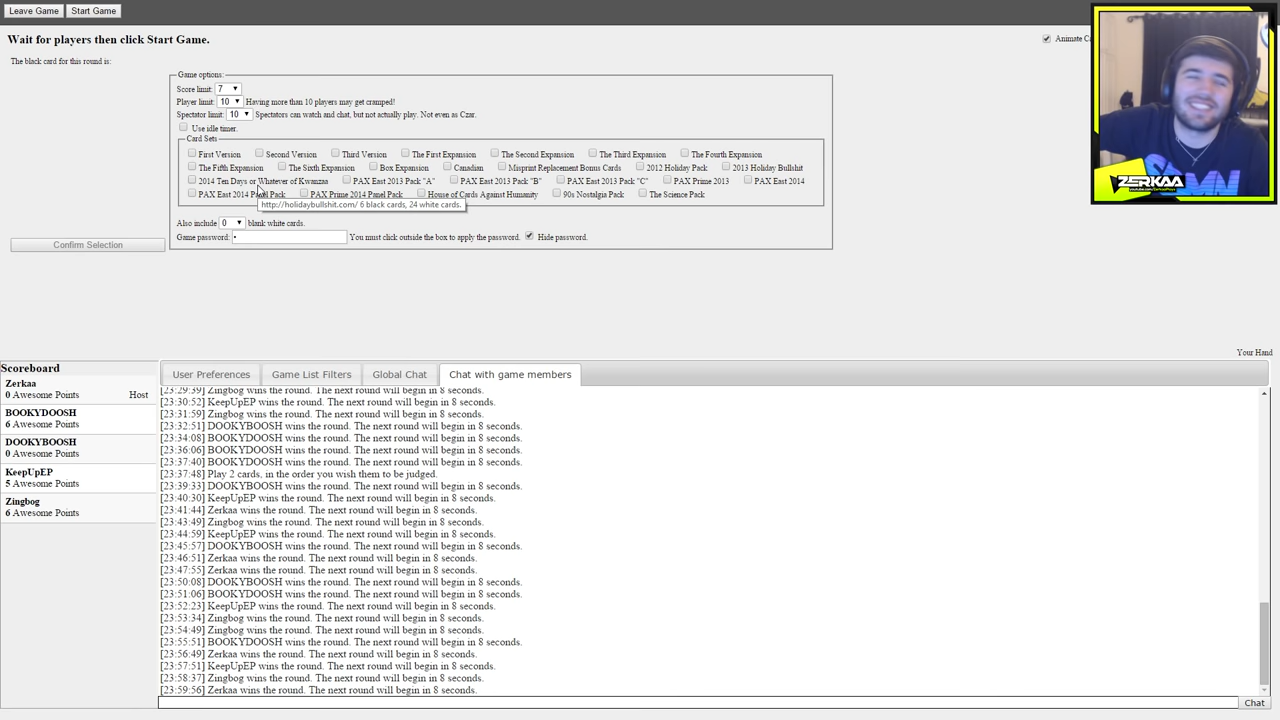 Leave Game Start Game
Wait for players then click Start Game.
Animate Ca
The black card for this round is:
Game options:
Score limit: 7
Player limit: 10 Having more than 10 players may get cramped!
Spectator limit: 10 Spectators can watch and chat, but not actually play. Not even as Czar.
Use idle timer.
Card Sets
First Version Second Version Third Version The First Expansion The Second Expansion The Third Expansion The Fourth Expansion
The Fifth Expansion The Sixth Expansion Box Expansion Canadian Misprint Replacement Bonus Cards 2012 Holiday Pack 2013 Holiday Bullshit
2014 Ten Days or Whatever of Kwanzaa PAX East 2013 Pack "A" PAX East 2013 Pack "B" PAX East 2013 Pack "C" PAX Prime 2013 PAX East 2014
PAX East 2014 Panel Pack PAX Prime 2014 Panel Pack House of Cards Against Humanity 90s Nostalgia Pack The Science Pack
http://holidaybullshit.com/ 6 black cards, 24 white cards.
Also include 0 blank white cards.
Game password: • You must click outside the box to apply the password. Hide password.
Confirm Selection
ZERKAA
Your Hand
Scoreboard
Zerkaa
0 Awesome Points Host
BOOKYDOOSH
6 Awesome Points
DOOKYBOOSH
0 Awesome Points
KeepUpEP
5 Awesome Points
Zingbog
6 Awesome Points
User Preferences Game List Filters Global Chat Chat with game members
[23:29:39] Zingbog wins the round. The next round will begin in 8 seconds.
[23:30:52] KeepUpEP wins the round. The next round will begin in 8 seconds.
[23:31:59] Zingbog wins the round. The next round will begin in 8 seconds.
[23:32:51] DOOKYBOOSH wins the round. The next round will begin in 8 seconds.
[23:34:08] BOOKYDOOSH wins the round. The next round will begin in 8 seconds.
[23:36:06] BOOKYDOOSH wins the round. The next round will begin in 8 seconds.
[23:37:40] BOOKYDOOSH wins the round. The next round will begin in 8 seconds.
[23:37:48] Play 2 cards, in the order you wish them to be judged.
[23:39:33] DOOKYBOOSH wins the round. The next round will begin in 8 seconds.
[23:40:30] KeepUpEP wins the round. The next round will begin in 8 seconds.
[23:41:44] Zerkaa wins the round. The next round will begin in 8 seconds.
[23:43:49] Zingbog wins the round. The next round will begin in 8 seconds.
[23:44:59] KeepUpEP wins the round. The next round will begin in 8 seconds.
[23:45:57] DOOKYBOOSH wins the round. The next round will begin in 8 seconds.
[23:46:51] Zerkaa wins the round. The next round will begin in 8 seconds.
[23:47:55] Zerkaa wins the round. The next round will begin in 8 seconds.
[23:50:08] DOOKYBOOSH wins the round. The next round will begin in 8 seconds.
[23:51:06] BOOKYDOOSH wins the round. The next round will begin in 8 seconds.
[23:52:23] KeepUpEP wins the round. The next round will begin in 8 seconds.
[23:53:34] Zingbog wins the round. The next round will begin in 8 seconds.
[23:54:49] Zingbog wins the round. The next round will begin in 8 seconds.
[23:55:51] BOOKYDOOSH wins the round. The next round will begin in 8 seconds.
[23:56:49] Zerkaa wins the round. The next round will begin in 8 seconds.
[23:57:51] KeepUpEP wins the round. The next round will begin in 8 seconds.
[23:58:37] Zingbog wins the round. The next round will begin in 8 seconds.
[23:59:56] Zerkaa wins the round. The next round will begin in 8 seconds.
Chat